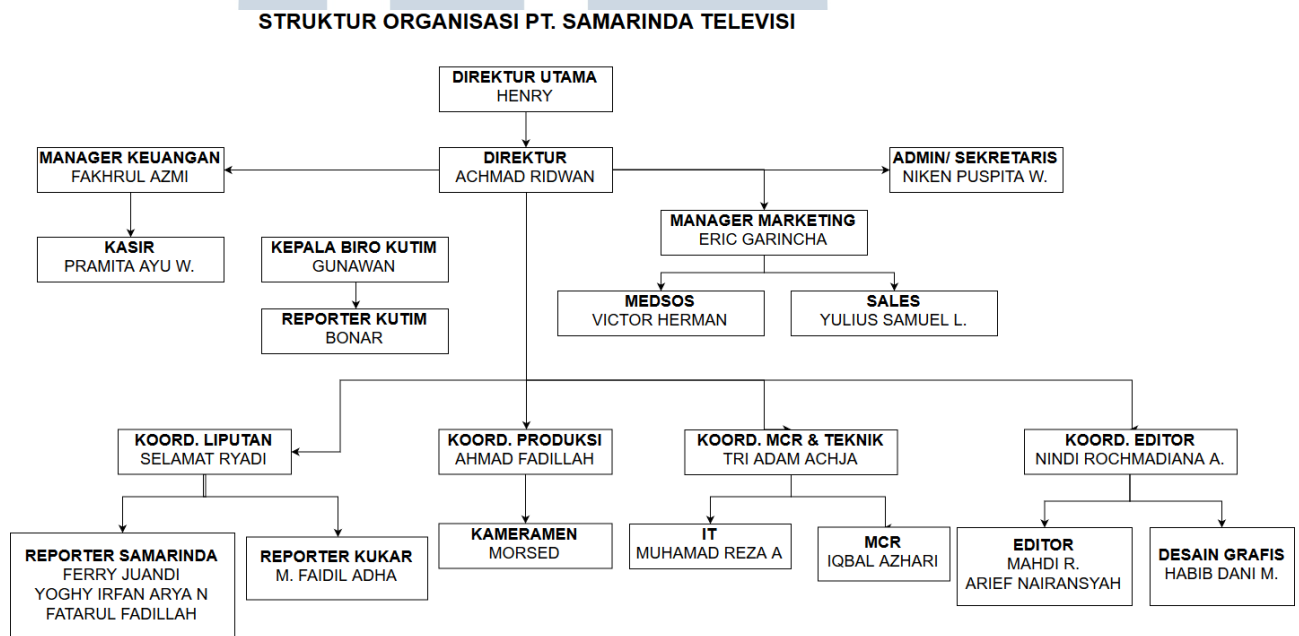 STRUKTUR ORGANISASI PT. SAMARINDA TELEVISI
DIREKTUR UTAMA
HENRY
MANAGER KEUANGAN
FAKHRUL AZMI
DIREKTUR
ACHMAD RIDWAN
ADMIN/ SEKRETARIS
NIKEN PUSPITA W.
MANAGER MARKETING
ERIC GARINCHA
KASIR
PRAMITA AYU W.
KEPALA BIRO KUTIM
GUNAWAN
MEDSOS
VICTOR HERMAN
SALES
YULIUS SAMUEL L.
REPORTER KUTIM
BONAR
KOORD. LIPUTAN
SELAMAT RYADI
KOORD. PRODUKSI
AHMAD FADILLAH
KOORD. MCR & TEKNIK
TRI ADAM ACHJA
KOORD. EDITOR
NINDI ROCHMADIANA A.
REPORTER SAMARINDA
FERRY JUANDI
YOGHY IRFAN ARYA N
FATARUL FADILLAH
REPORTER KUKAR
M. FAIDIL ADHA
KAMERAMEN
MORSED
IT
MUHAMAD REZA A
MCR
IQBAL AZHARI
EDITOR
MAHDI R.
ARIEF NAIRANSYAH
DESAIN GRAFIS
HABIB DANI M.